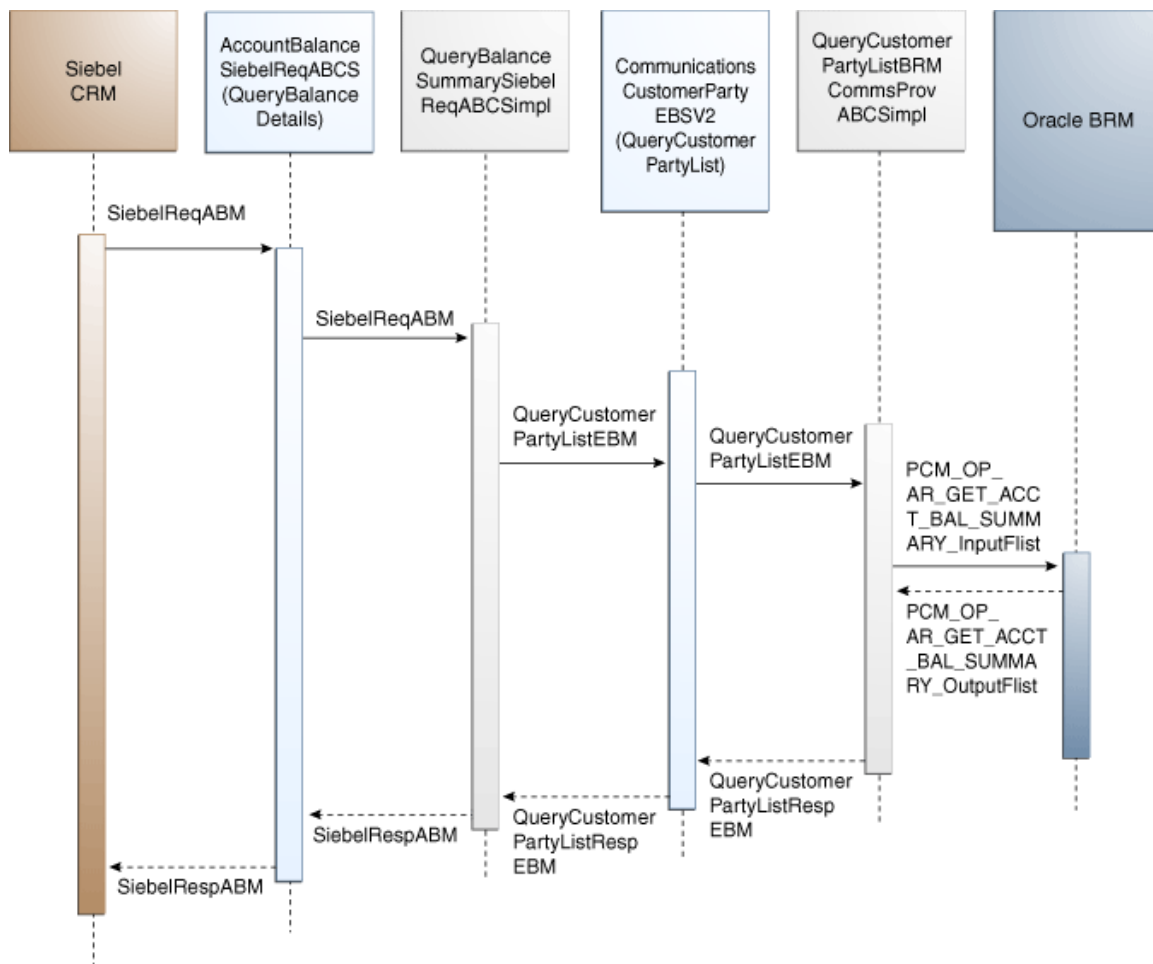 Siebel
CRM
AccountBalance
SiebelReqABCS
(QueryBalance
Details)
QueryBalance
SummarySiebel
ReqABCSImpl
Communications
CustomerParty
EBSV2
(QueryCustomer
PartyList)
QueryCustomer
PartyListBRM
CommsProv
ABCSImpl
Oracle BRM
SiebelReqABM
SiebelReqABM
QueryCustomer
PartyListEBM
QueryCustomer
PartyListEBM
PCM_OP_
AR_GET_ACC
T_BAL_SUMM
ARY_InputFlist
PCM_OP_
AR_GET_ACCT
_BAL_SUMMA
RY_OutputFlist
QueryCustomer
PartyListResp
EBM
QueryCustomer
PartyListResp
EBM
SiebelRespABM
SiebelRespABM